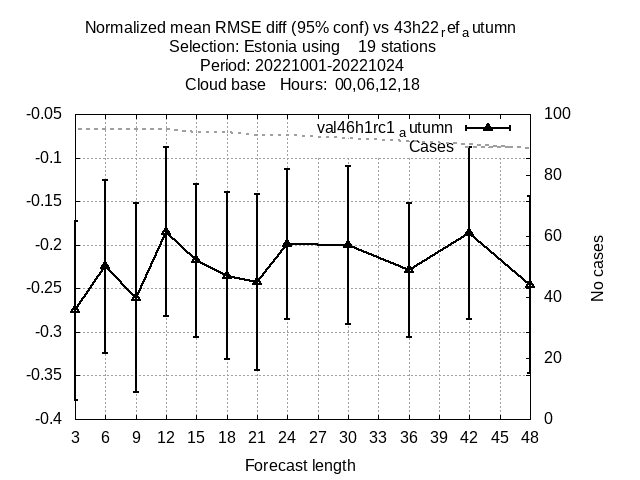 Normalized mean RMSE diff (95% conf) vs 43h22refautumn
Selection: Estonia using 19 stations
Period: 20221001-20221024
Cloud base Hours: 00,06,12,18
val46h1rc1autumn
Cases
-0.05
-0.1
-0.15
-0.2
-0.25
-0.3
-0.35
-0.4
100
80
60
40
20
0
No cases
3 6 9 12 15 18 21 24 27 30 33 36 39 42 45 48
Forecast length